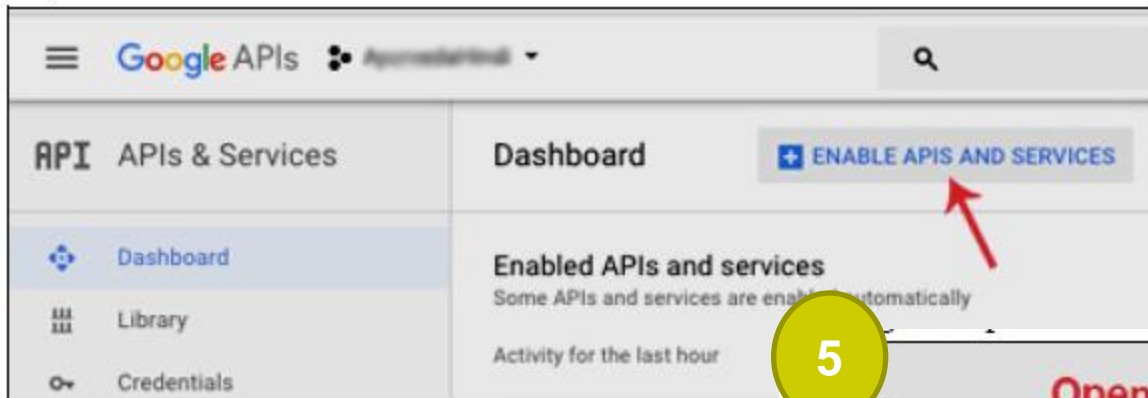 Google APIs
API APIs & Services
Dashboard
ENABLE APIS AND SERVICES
Dashboard
Library
Credentials
Enabled APIs and services
Some APIs and services are enabled automatically
Activity for the last hour
5
Open